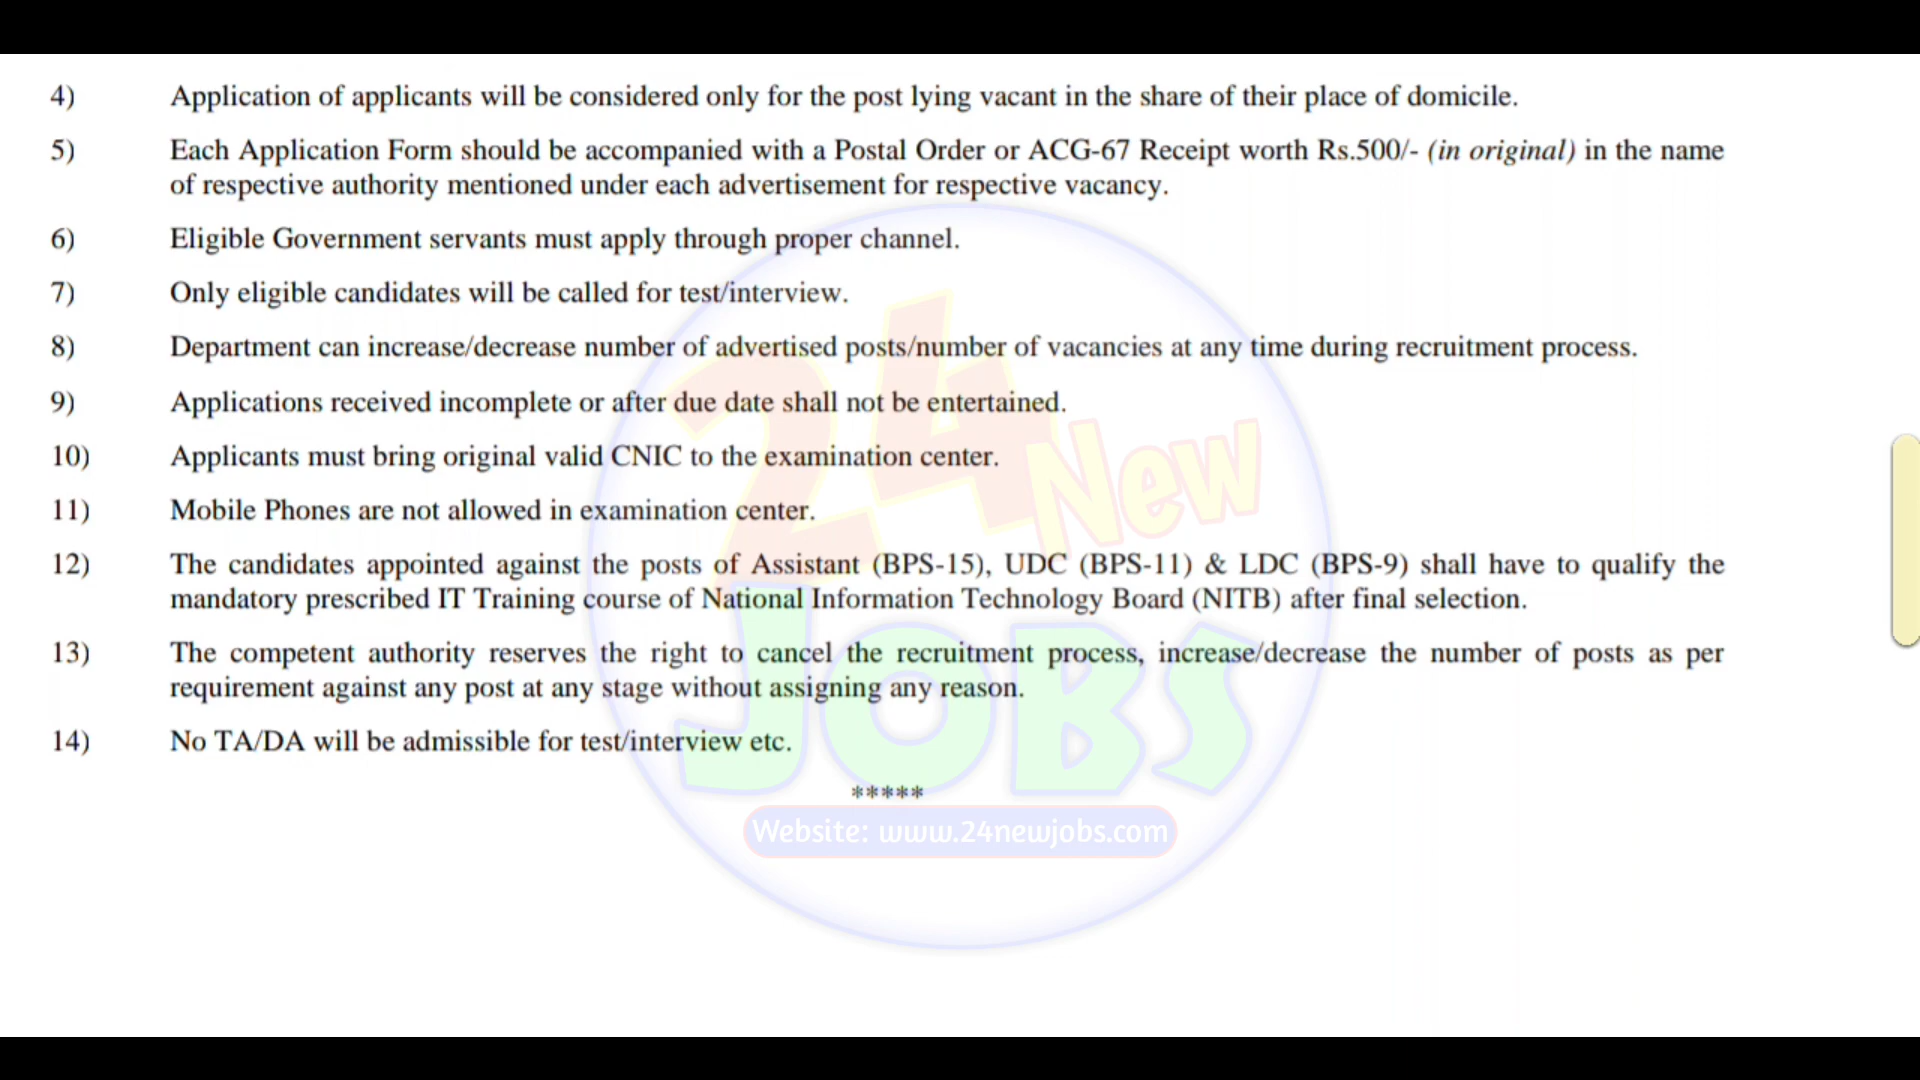 4) Application of applicants will be considered only for the post lying vacant in the share of their place of domicile.
5) Each Application Form should be accompanied with a Postal Order or ACG-67 Receipt worth Rs.500/- (in original) in the name
of respective authority mentioned under each advertisement for respective vacancy.
6) Eligible Government servants must apply through proper channel.
7) Only eligible candidates will be called for test/interview.
8) Department can increase/decrease number of advertised posts/number of vacancies at any time during recruitment process.
9) Applications received incomplete or after due date shall not be entertained.
10) Applicants must bring original valid CNIC to the examination center.
11) Mobile Phones are not allowed in examination center.
12) The candidates appointed against the posts of Assistant (BPS-15), UDC (BPS-11) & LDC (BPS-9) shall have to qualify the
mandatory prescribed IT Training course of National Information Technology Board (NITB) after final selection.
13) The competent authority reserves the right to cancel the recruitment process, increase/decrease the number of posts as per
requirement against any post at any stage without assigning any reason.
14) No TA/DA will be admissible for test/interview etc.
*****
24 New
JOBS
Website: www.24newjobs.com